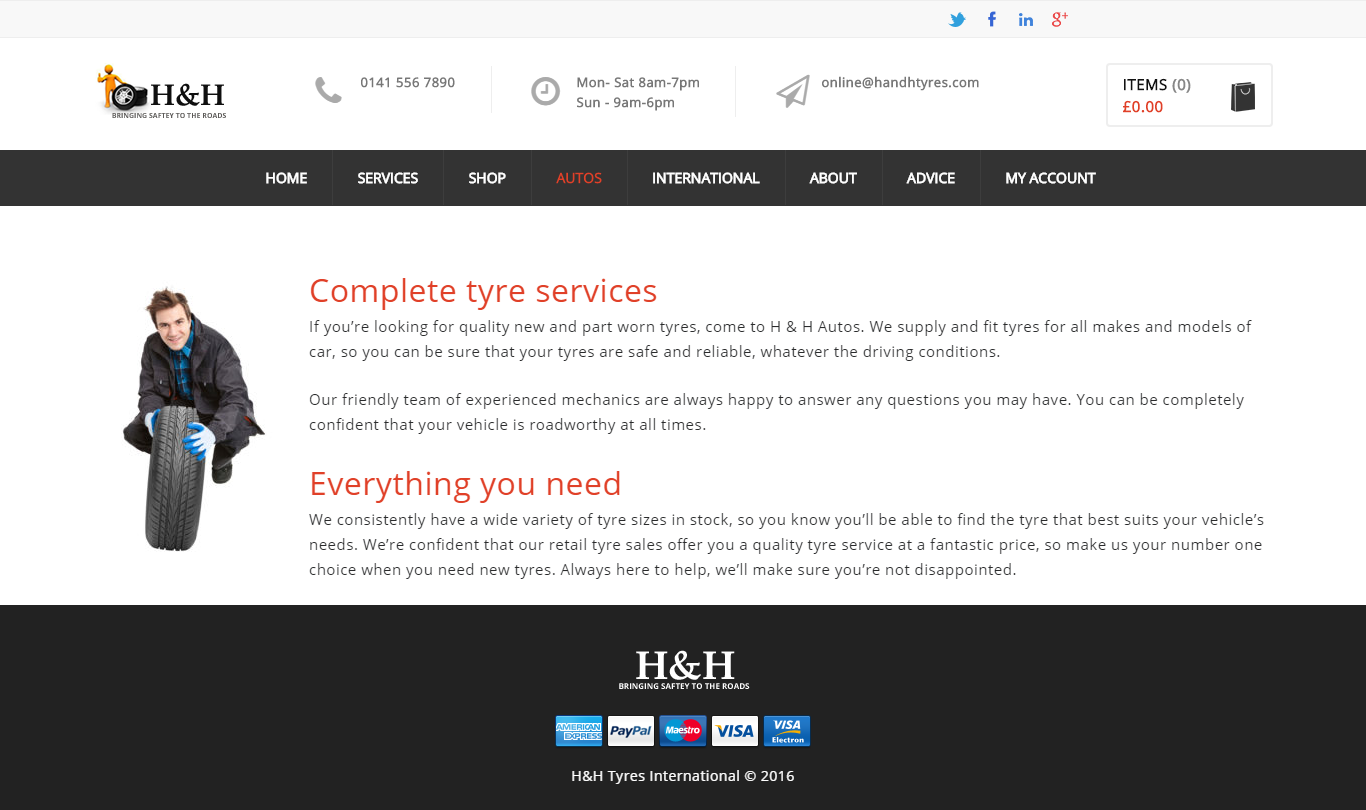 H&H
BRINGING SAFTEY TO THE ROADS
0141 556 7890
Mon- Sat 8am-7pm
Sun - 9am-6pm
online@handhtyres.com
ITEMS (0)
£0.00
HOME
SERVICES
SHOP
AUTOS
INTERNATIONAL
ABOUT
ADVICE
MY ACCOUNT
Complete tyre services
If you’re looking for quality new and part worn tyres, come to H & H Autos. We supply and fit tyres for all makes and models of
car, so you can be sure that your tyres are safe and reliable, whatever the driving conditions.
Our friendly team of experienced mechanics are always happy to answer any questions you may have. You can be completely
confident that your vehicle is roadworthy at all times.
Everything you need
We consistently have a wide variety of tyre sizes in stock, so you know you’ll be able to find the tyre that best suits your vehicle’s
needs. We’re confident that our retail tyre sales offer you a quality tyre service at a fantastic price, so make us your number one
choice when you need new tyres. Always here to help, we’ll make sure you’re not disappointed.
H&H
BRINGING SAFTEY TO THE ROADS
AMERICAN
EXPRESS
PayPal
Maestro
VISA
VISA
Electron
H&H Tyres International © 2016